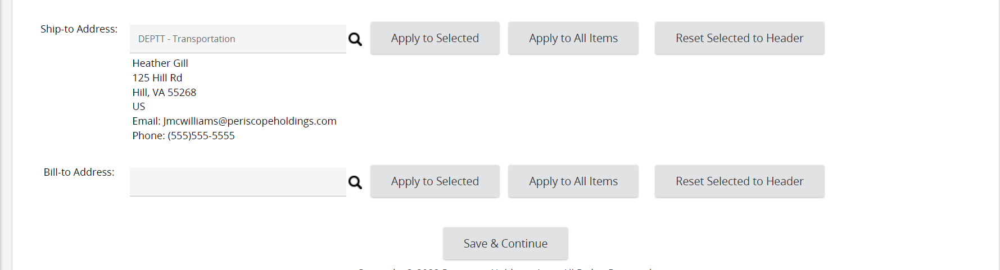 Ship-to Address: DEPTT - Transportation Apply to Selected Apply to All Items Reset Selected to Header
Heather Gill
125 Hill Rd
Hill, VA 55268
US
Email: Jmcwilliams@periscopeholdings.com
Phone: (555)555-5555
Bill-to Address: Apply to Selected Apply to All Items Reset Selected to Header
Save & Continue